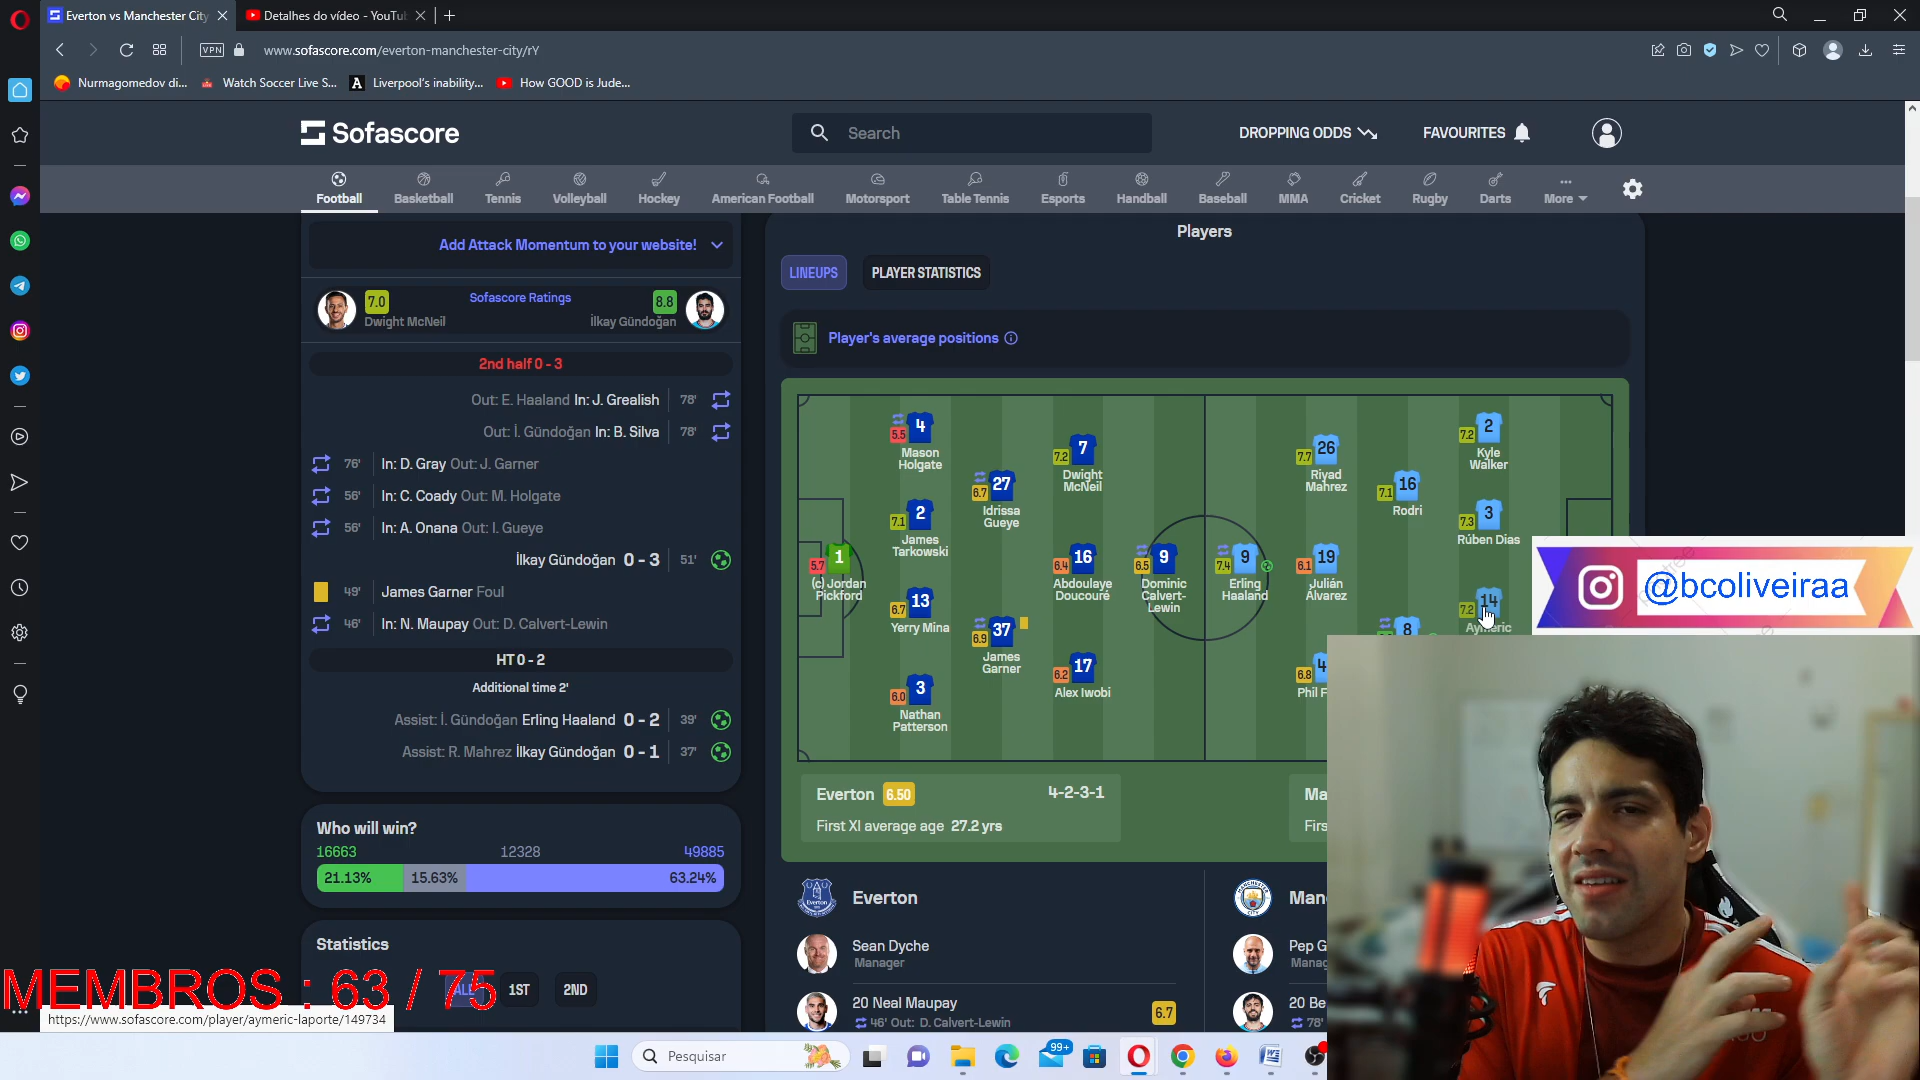 Everton vs Manchester City
Detalhes do vídeo - YouTu
VPN
www.sofascore.com/everton-manchester-city/rY
Nurmagomedov di...
Watch Soccer Live S...
Liverpool's inability...
How GOOD is Jude...
Sofascore
Search
DROPPING ODDS
FAVOURITES
Football
Basketball
Tennis
Volleyball
Hockey
American Football
Motorsport
Table Tennis
Esports
Handball
Baseball
MMA
Cricket
Rugby
Darts
More
Add Attack Momentum to your website!
7.0
Dwight McNeil
Sofascore Ratings
8.8
İlkay Gündoğan
2nd half 0 - 3
Out: E. Haaland In: J. Grealish 78'
Out: İ. Gündoğan In: B. Silva 78'
76' In: D. Gray Out: J. Garner
56' In: C. Coady Out: M. Holgate
56' In: A. Onana Out: I. Gueye
İlkay Gündoğan 0 - 3 51'
49' James Garner Foul
46' In: N. Maupay Out: D. Calvert-Lewin
HT 0 - 2
Additional time 2'
Assist: İ. Gündoğan Erling Haaland 0 - 2 39'
Assist: R. Mahrez İlkay Gündoğan 0 - 1 37'
Who will win?
16663 12328 49885
21.13% 15.63% 63.24%
Statistics
ALL
1ST
2ND
MEMBROS : 63 / 75
https://www.sofascore.com/player/aymeric-laporte/149734
Players
LINEUPS
PLAYER STATISTICS
Player's average positions
1
5.7
(c) Jordan
Pickford
4
5.5
Mason
Holgate
2
7.1
James
Tarkowski
13
6.7
Yerry Mina
3
6.0
Nathan
Patterson
27
6.7
Idrissa
Gueye
37
6.9
James
Garner
7
7.2
Dwight
McNeil
16
6.4
Abdoulaye
Doucouré
17
6.2
Alex Iwobi
9
6.5
Dominic
Calvert-
Lewin
9
7.4
Erling
Haaland
26
7.7
Riyad
Mahrez
19
6.1
Julián
Álvarez
4
6.8
Phil F
16
7.1
Rodri
8
2
7.2
Kyle
Walker
3
7.3
Rúben Dias
14
7.2
Aymeric
@bcoliveiraa
Everton 6.50
4-2-3-1
First XI average age 27.2 yrs
Ma
Firs
Everton
Everton
Man
Sean Dyche
Manager
Pep G
Manag
20 Neal Maupay
46' Out: D. Calvert-Lewin
6.7
20 Be
78'
Pesquisar
99+